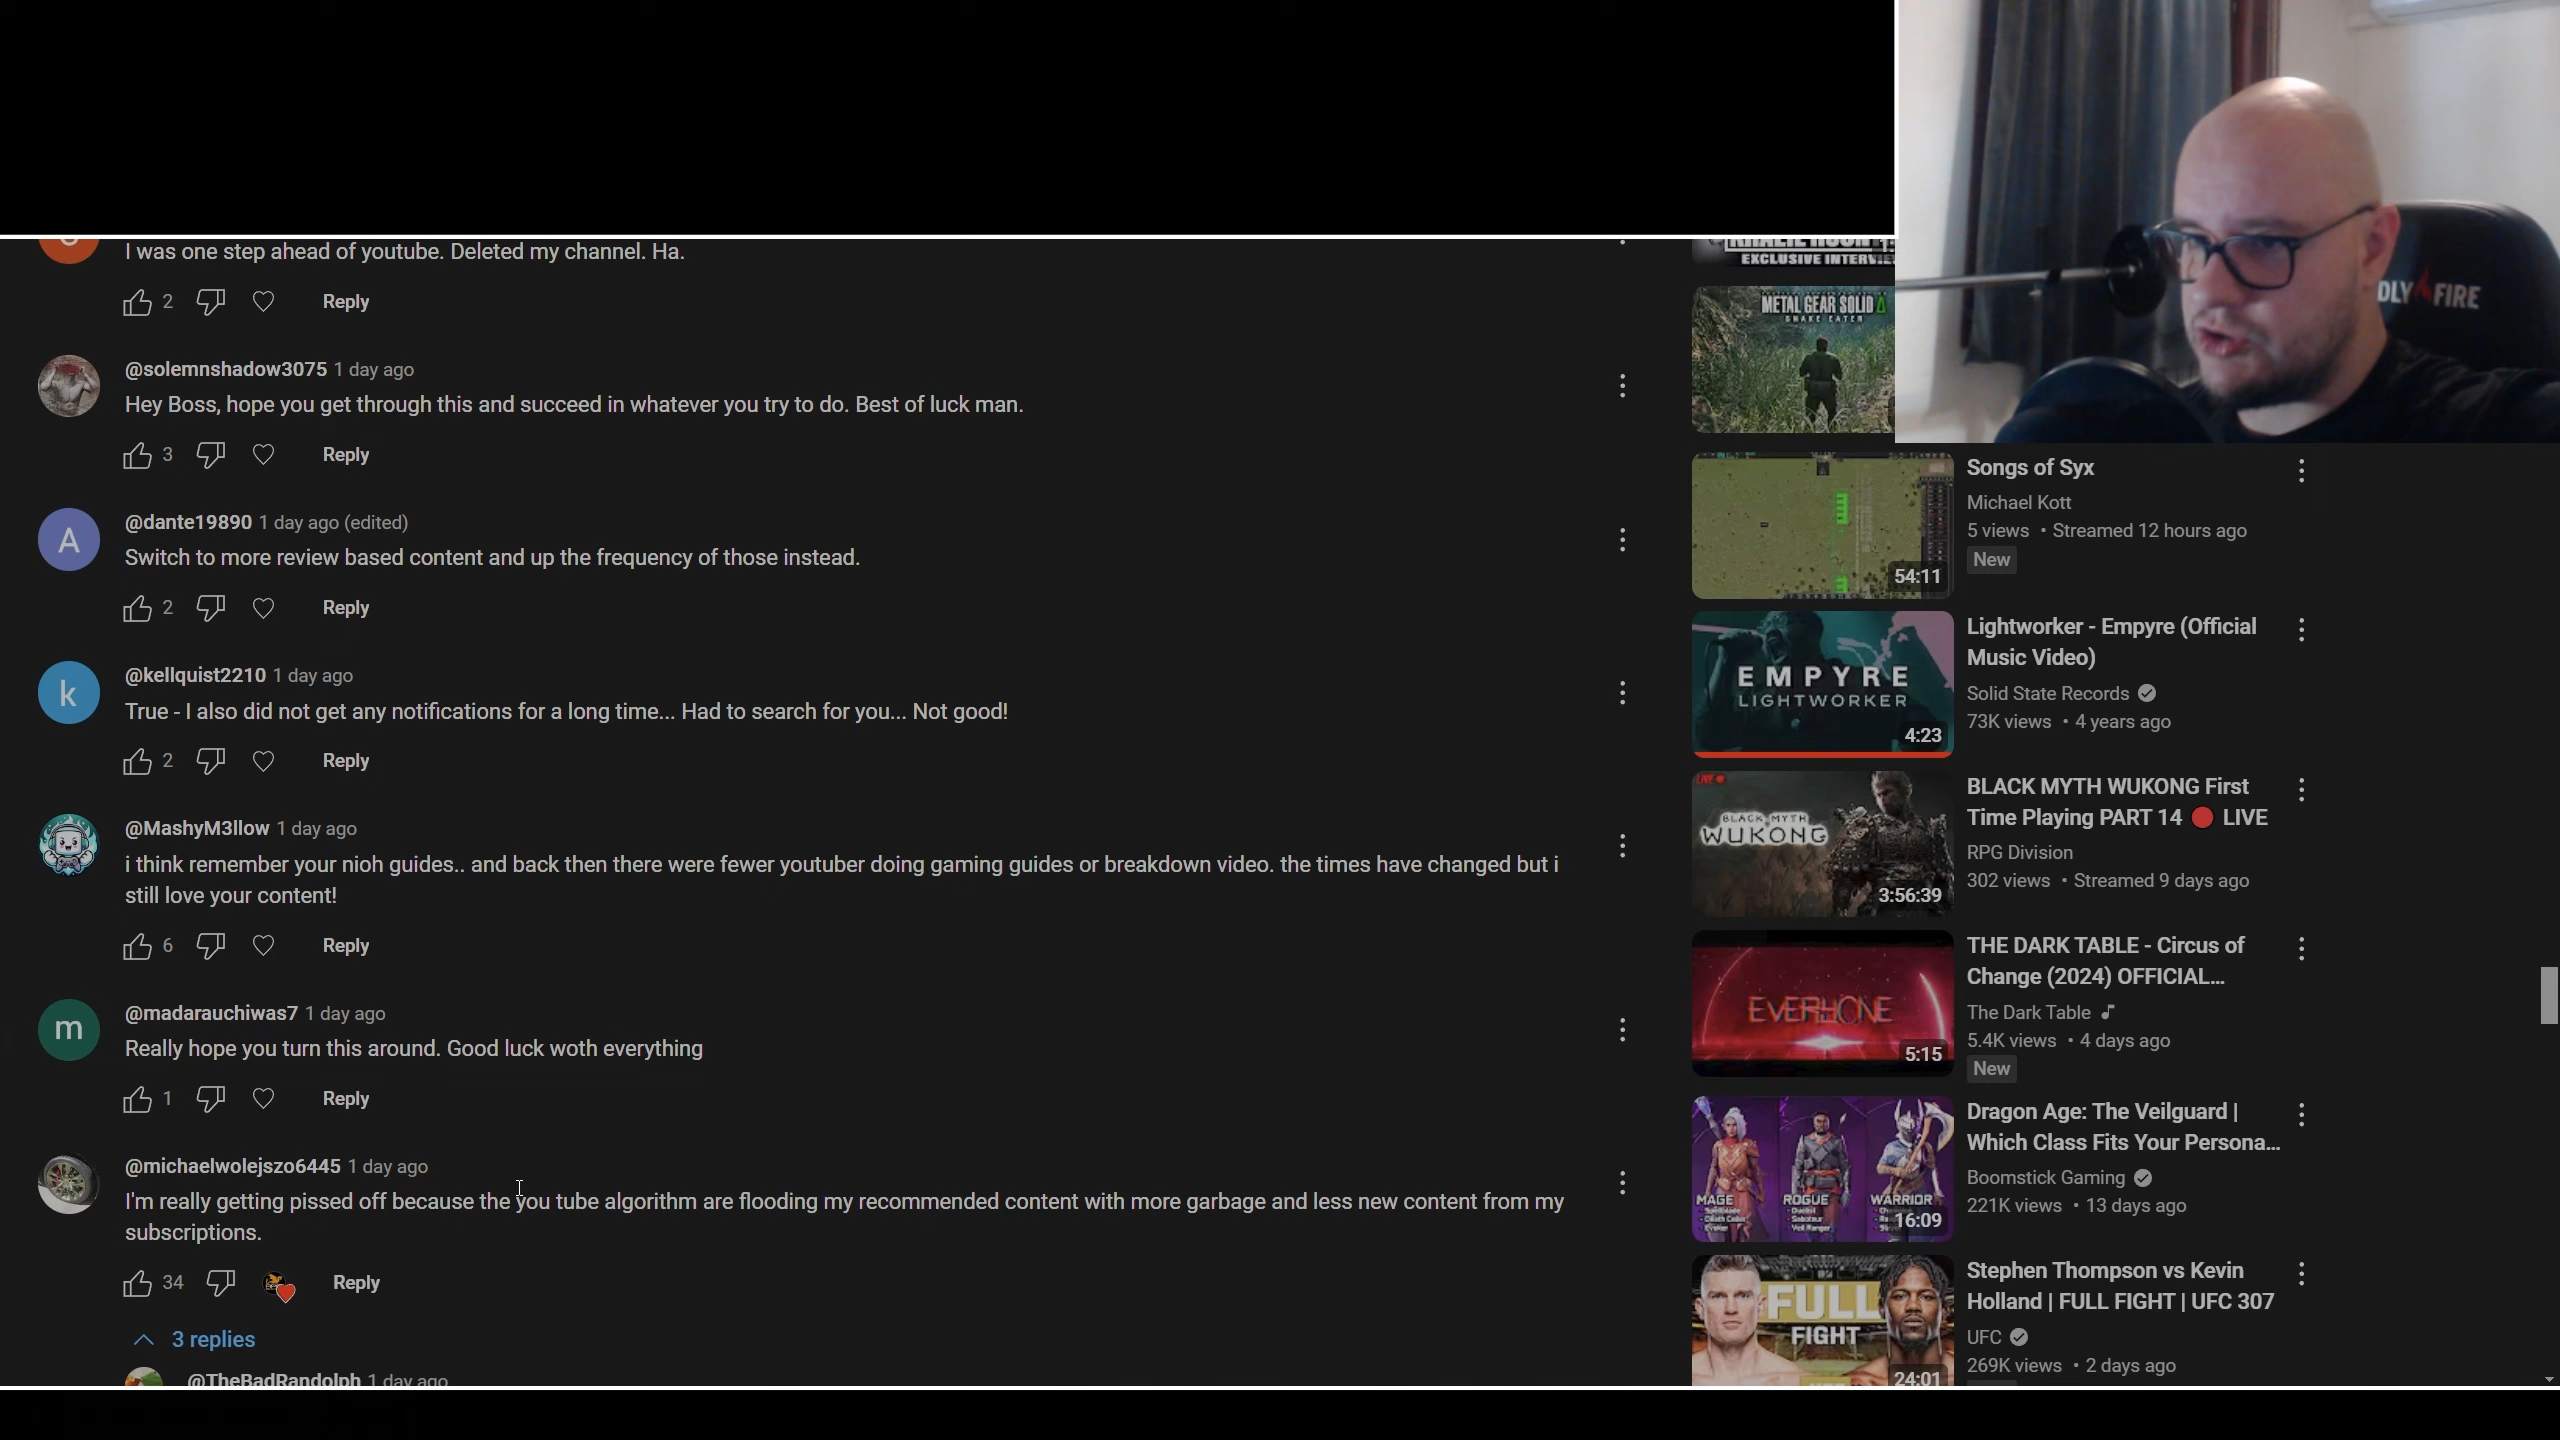 I was one step ahead of youtube. Deleted my channel. Ha.
2 Reply
@solemnshadow3075 1 day ago
Hey Boss, hope you get through this and succeed in whatever you try to do. Best of luck man.
3 Reply
A
@dante19890 1 day ago (edited)
Switch to more review based content and up the frequency of those instead.
2 Reply
k
@kellquist2210 1 day ago
True - I also did not get any notifications for a long time... Had to search for you... Not good!
2 Reply
@MashyM3llow 1 day ago
i think remember your nioh guides.. and back then there were fewer youtuber doing gaming guides or breakdown video. the times have changed but i
still love your content!
6 Reply
m
@madarauchiwas7 1 day ago
Really hope you turn this around. Good luck woth everything
1 Reply
@michaelwolejszo6445 1 day ago
I'm really getting pissed off because the you tube algorithm are flooding my recommended content with more garbage and less new content from my
subscriptions.
34 Reply
3 replies
@TheBadRandolph 1 day ago
EXCLUSIVE
METAL GEAR SOLID Δ
SNAKE EATER
DLY FIRE
54:11
Songs of Syx
Michael Kott
5 views • Streamed 12 hours ago
New
EMPYRE
LIGHTWORKER
4:23
Lightworker - Empyre (Official
Music Video)
Solid State Records
73K views • 4 years ago
LIVE
BLACK MYTH
WUKONG
3:56:39
BLACK MYTH WUKONG First
Time Playing PART 14 🔴 LIVE
RPG Division
302 views • Streamed 9 days ago
5:15
THE DARK TABLE - Circus of
Change (2024) OFFICIAL...
The Dark Table
5.4K views • 4 days ago
New
MAGE
ROGUE
WARRIOR
16:09
Dragon Age: The Veilguard |
Which Class Fits Your Persona...
Boomstick Gaming
221K views • 13 days ago
FULL
FIGHT
24:01
Stephen Thompson vs Kevin
Holland | FULL FIGHT | UFC 307
UFC
269K views • 2 days ago